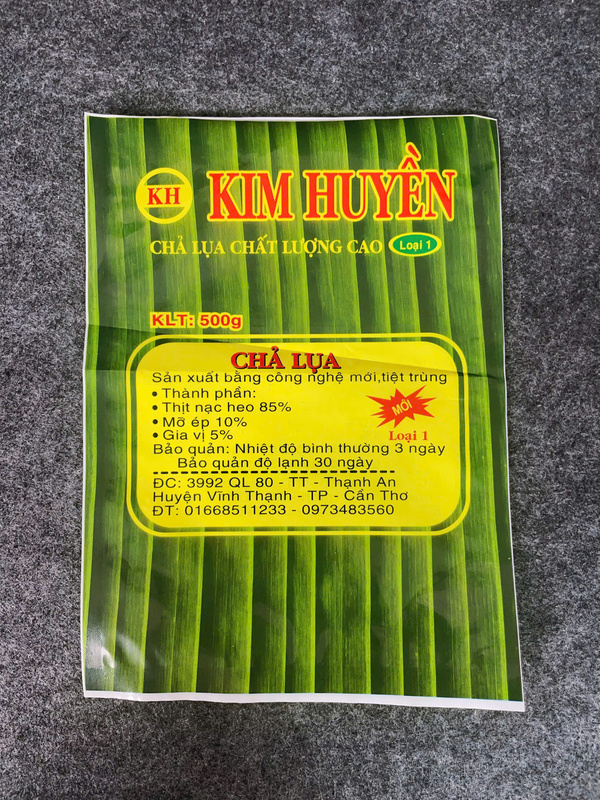 KH
KIM HUYỀN
CHẢ LỤA CHẤT LƯỢNG CAO Loại 1
KLT: 500g
CHẢ LỤA
Sản xuất bằng công nghệ mới,tiệt trùng
• Thành phần:
• Thịt nạc heo 85%
• Mỡ ép 10%
• Gia vị 5%
MỚI
Loại 1
Bảo quản: Nhiệt độ bình thường 3 ngày
Bảo quản độ lạnh 30 ngày
ĐC: 3992 QL 80 - TT - Thạnh An
Huyện Vĩnh Thạnh - TP - Cần Thơ
ĐT: 01668511233 - 0973483560